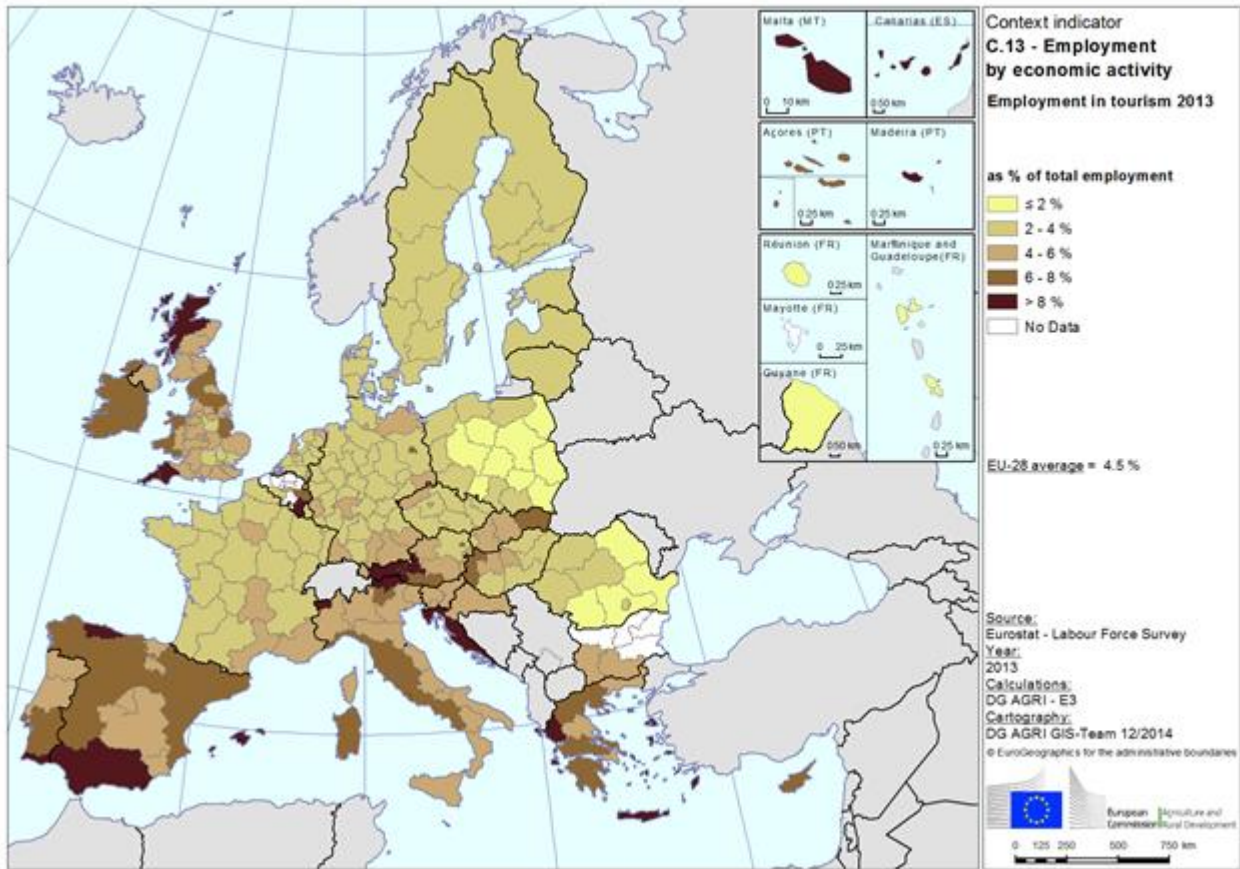 Malta (MT)
0 10 km
Canarias (ES)
0 50 km
Açores (PT)
0 25 km
Madeira (PT)
0 25 km
Réunion (FR)
0 25 km
Martinique and
Guadeloupe(FR)
0 25 km
Mayotte (FR)
0 25 km
Guyane (FR)
0 50 km
Context indicator
C.13 - Employment
by economic activity
Employment in tourism 2013
as % of total employment
≤ 2 %
2 - 4 %
4 - 6 %
6 - 8 %
> 8 %
No Data
EU-28 average = 4.5 %
Source:
Eurostat - Labour Force Survey
Year:
2013
Calculations:
DG AGRI - E3
Cartography:
DG AGRI GIS-Team 12/2014
© EuroGeographics for the administrative boundaries
European Agriculture and
Commission Rural Development
0 125 250 500 750 km